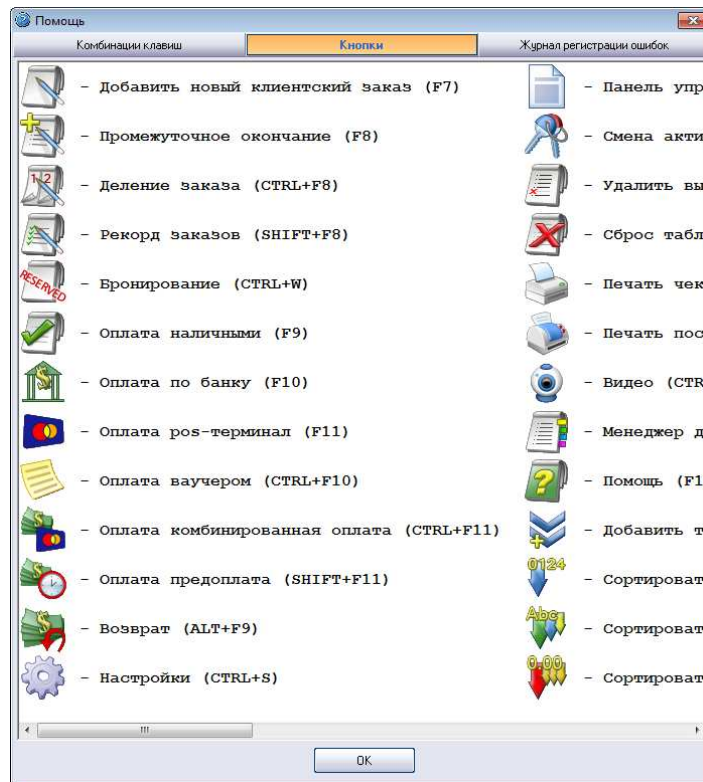 Помощь
Комбинации клавиш
Кнопки
Журнал регистрации ошибок
- Добавить новый клиентский заказ (F7)
- Промежуточное окончание (F8)
- Деление заказа (CTRL+F8)
- Рекорд заказов (SHIFT+F8)
RESERVED
- Бронирование (CTRL+W)
- Оплата наличными (F9)
- Оплата по банку (F10)
- Оплата pos-терминал (F11)
- Оплата ваучером (CTRL+F10)
- Оплата комбинированная оплата (CTRL+F11)
- Оплата предоплата (SHIFT+F11)
- Возврат (ALT+F9)
- Настройки (CTRL+S)
- Панель упр
- Смена акти
- Удалить вы
- Сброс табл
- Печать чек
- Печать пос
- Видео (CTR
- Менеджер д
- Помощь (F1
- Добавить т
0124
- Сортироват
Abc
- Сортироват
0.00
- Сортироват
OK